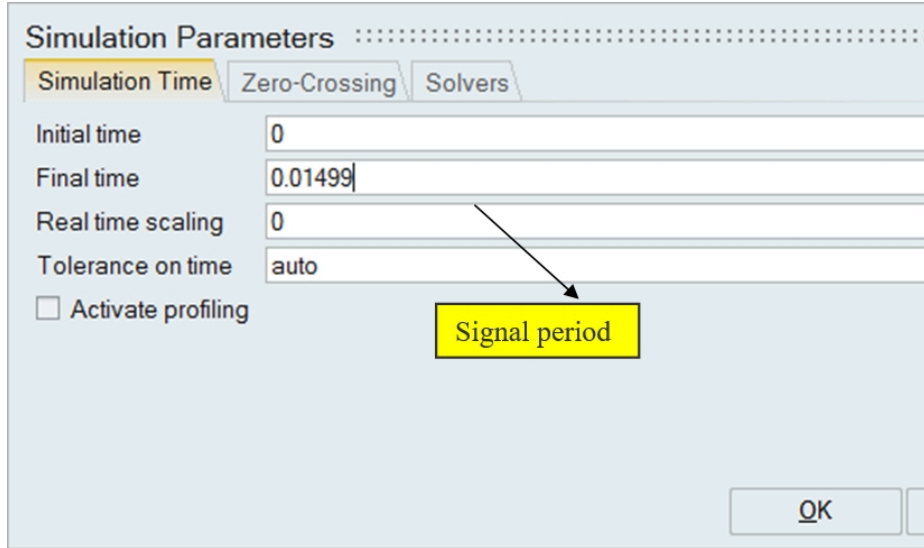 Simulation Parameters
Simulation Time Zero-Crossing Solvers
Initial time 0
Final time 0.01499
Real time scaling 0
Tolerance on time auto
Activate profiling
Signal period
OK